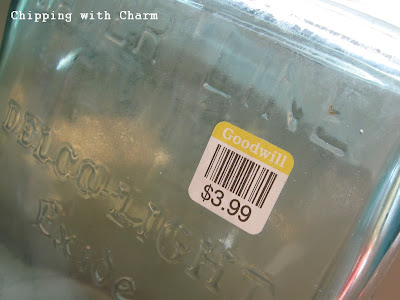 Chipping with Charm
Goodwill
$3.99
DELCO-LIGHT
Exide